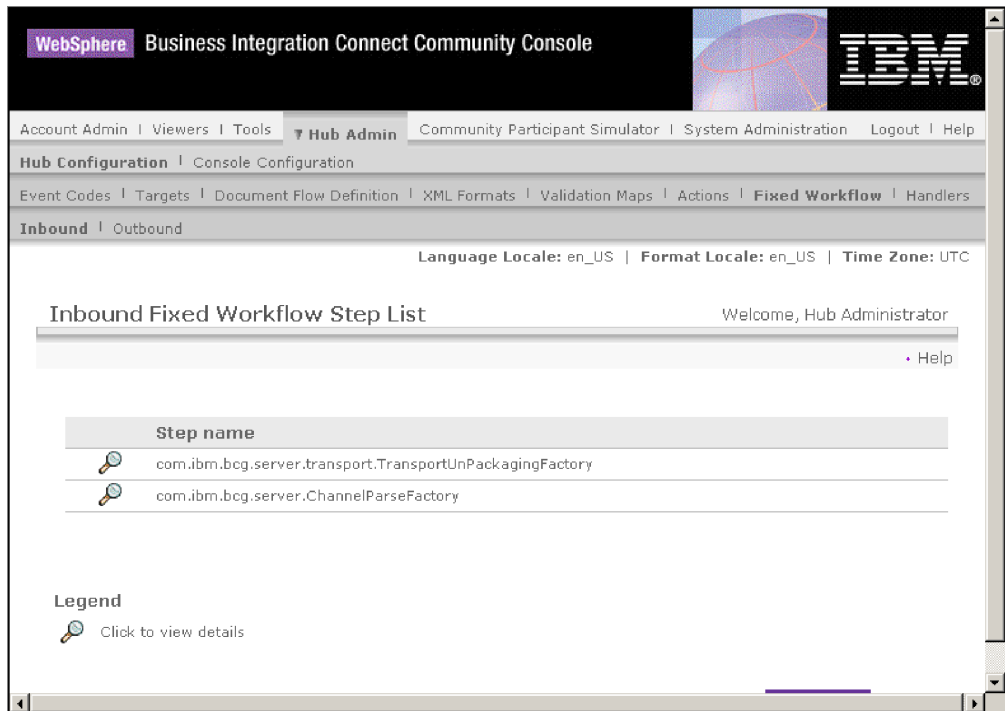 WebSphere Business Integration Connect Community Console
IBM®
Account Admin | Viewers | Tools Hub Admin Community Participant Simulator | System Administration Logout | Help
Hub Configuration | Console Configuration
Event Codes | Targets | Document Flow Definition | XML Formats | Validation Maps | Actions | Fixed Workflow | Handlers
Inbound | Outbound
Language Locale: en_US | Format Locale: en_US | Time Zone: UTC
Inbound Fixed Workflow Step List Welcome, Hub Administrator
• Help
Step name
com.ibm.bcg.server.transport.TransportUnPackagingFactory
com.ibm.bcg.server.ChannelParseFactory
Legend
Click to view details